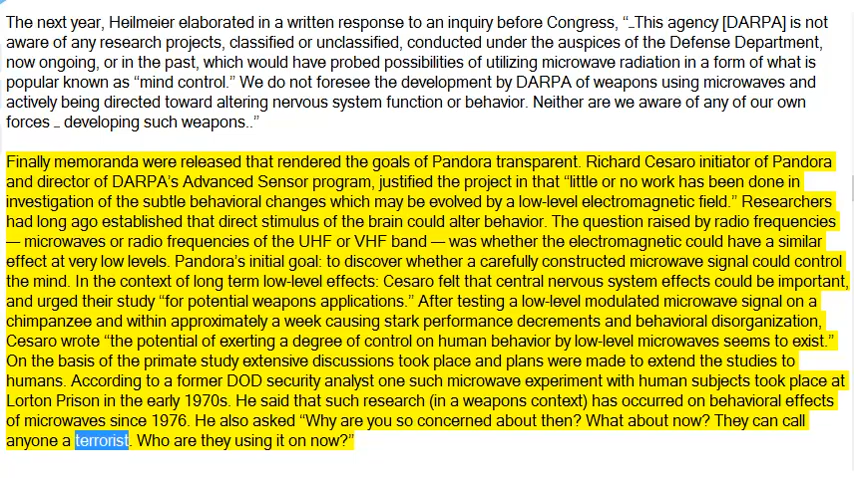 The next year, Heilmeier elaborated in a written response to an inquiry before Congress, “...This agency [DARPA] is not
aware of any research projects, classified or unclassified, conducted under the auspices of the Defense Department,
now ongoing, or in the past, which would have probed possibilities of utilizing microwave radiation in a form of what is
popular known as “mind control.” We do not foresee the development by DARPA of weapons using microwaves and
actively being directed toward altering nervous system function or behavior. Neither are we aware of any of our own
forces ... developing such weapons..”
Finally memoranda were released that rendered the goals of Pandora transparent. Richard Cesaro initiator of Pandora
and director of DARPA’s Advanced Sensor program, justified the project in that “little or no work has been done in
investigation of the subtle behavioral changes which may be evolved by a low-level electromagnetic field.” Researchers
had long ago established that direct stimulus of the brain could alter behavior. The question raised by radio frequencies
— microwaves or radio frequencies of the UHF or VHF band — was whether the electromagnetic could have a similar
effect at very low levels. Pandora’s initial goal: to discover whether a carefully constructed microwave signal could control
the mind. In the context of long term low-level effects: Cesaro felt that central nervous system effects could be important,
and urged their study “for potential weapons applications.” After testing a low-level modulated microwave signal on a
chimpanzee and within approximately a week causing stark performance decrements and behavioral disorganization,
Cesaro wrote “the potential of exerting a degree of control on human behavior by low-level microwaves seems to exist.”
On the basis of the primate study extensive discussions took place and plans were made to extend the studies to
humans. According to a former DOD security analyst one such microwave experiment with human subjects took place at
Lorton Prison in the early 1970s. He said that such research (in a weapons context) has occurred on behavioral effects
of microwaves since 1976. He also asked “Why are you so concerned about then? What about now? They can call
anyone a terrorist. Who are they using it on now?”